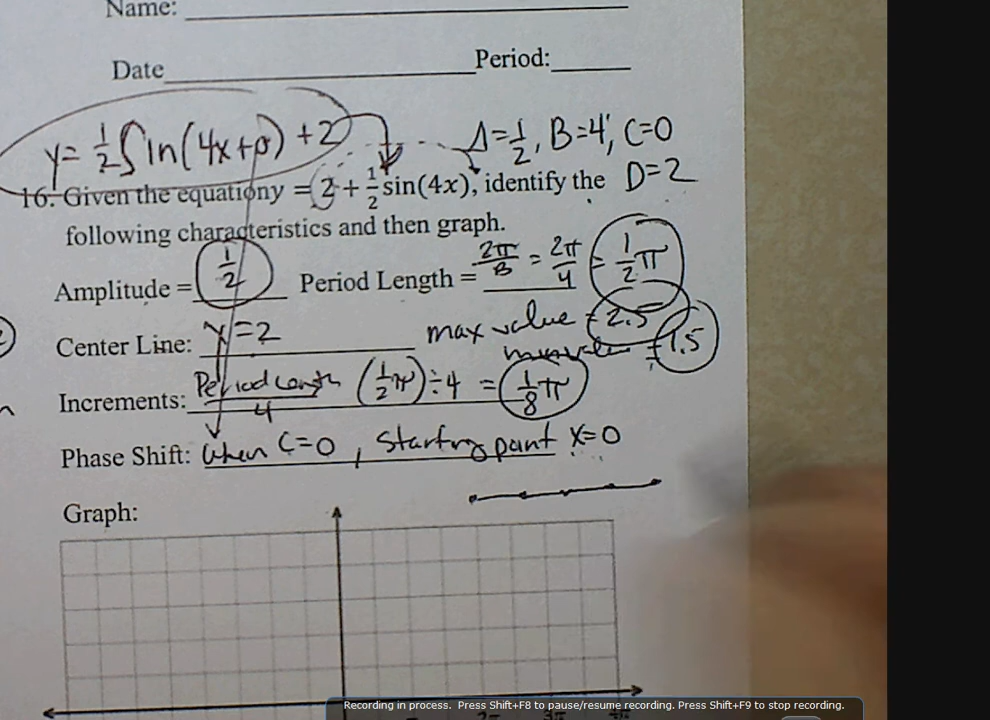 Name:
Date Period:
y = 1/2 Sin(4x+0) + 2
A=1/2, B=4, C=0
16. Given the equationy = 2 + 1/2 sin(4x), identify the D=2
following characteristics and then graph.
Amplitude = 1/2 Period Length = 2π/B = 2π/4 = 1/2 π
Center Line: y=2 max value = 2.5
min value = 1.5
Increments: Period Length / 4 (1/2 π) ÷ 4 = 1/8 π
Phase Shift: when C=0, starting point x=0
Graph:
Recording in process. Press Shift+F8 to pause/resume recording. Press Shift+F9 to stop recording.